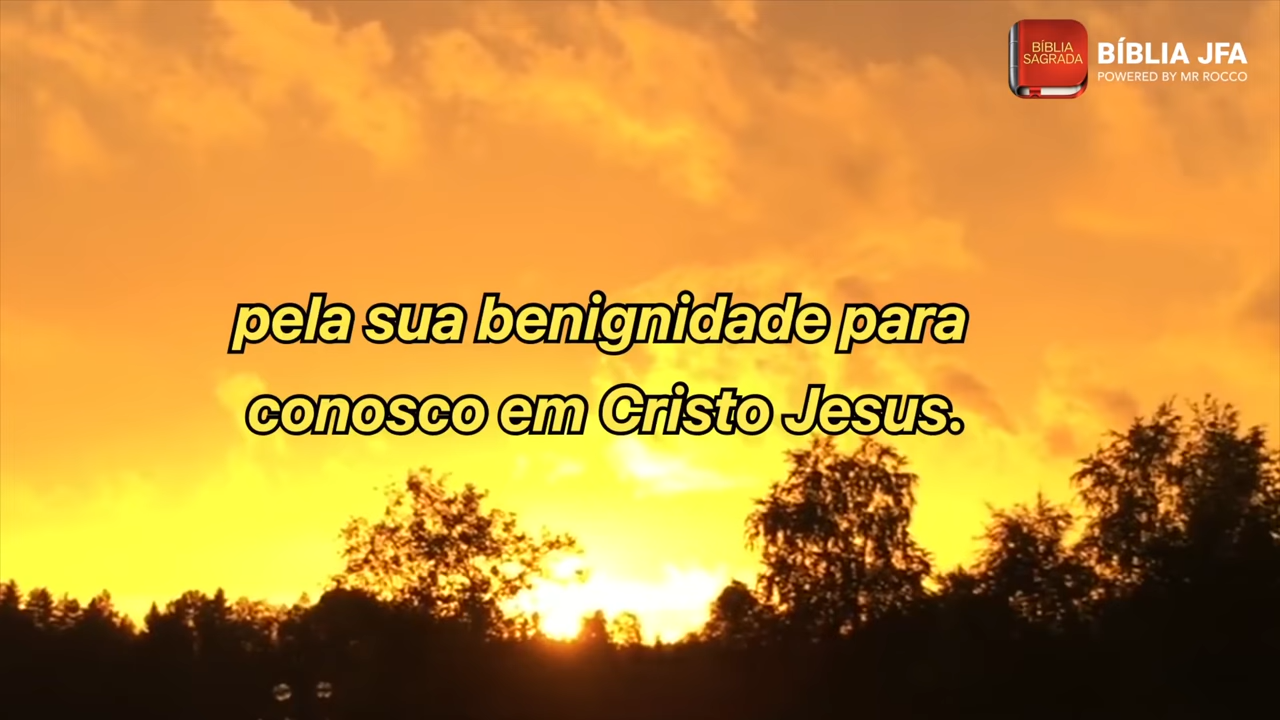 BÍBLIA
SAGRADA
BÍBLIA JFA
POWERED BY MR ROCCO
pela sua benignidade para
conosco em Cristo Jesus.